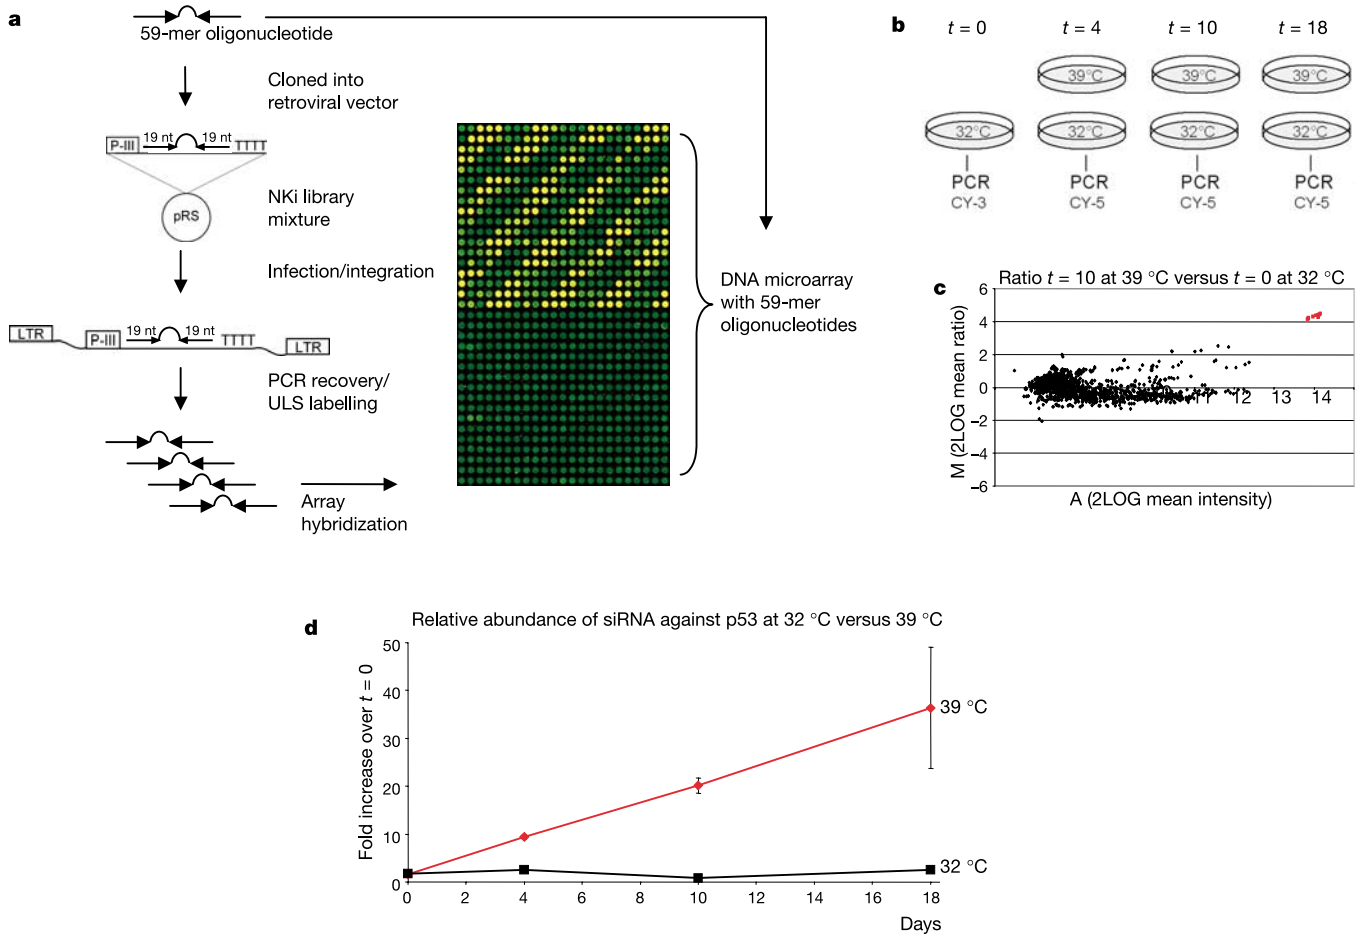 a
59-mer oligonucleotide
Cloned into
retroviral vector
P-III 19 nt 19 nt TTTT
pRS
NKi library
mixture
Infection/integration
LTR P-III 19 nt 19 nt TTTT LTR
PCR recovery/
ULS labelling
Array
hybridization
DNA microarray
with 59-mer
oligonucleotides
b
t = 0 t = 4 t = 10 t = 18
39°C 39°C 39°C
32°C 32°C 32°C 32°C
PCR PCR PCR PCR
CY-3 CY-5 CY-5 CY-5
c
Ratio t = 10 at 39 °C versus t = 0 at 32 °C
M (2LOG mean ratio)
6
4
2
0
−2
−4
−6
11 12 13 14
A (2LOG mean intensity)
d
Relative abundance of siRNA against p53 at 32 °C versus 39 °C
Fold increase over t = 0
50
40
30
20
10
0
39 °C
32 °C
0 2 4 6 8 10 12 14 16 18
Days